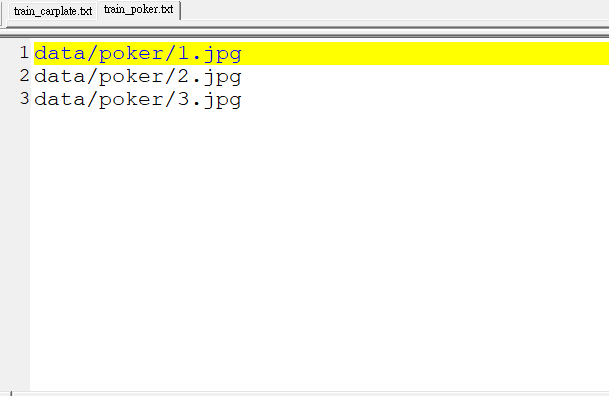 train_carplate.txt train_poker.txt
1 data/poker/1.jpg
2 data/poker/2.jpg
3 data/poker/3.jpg